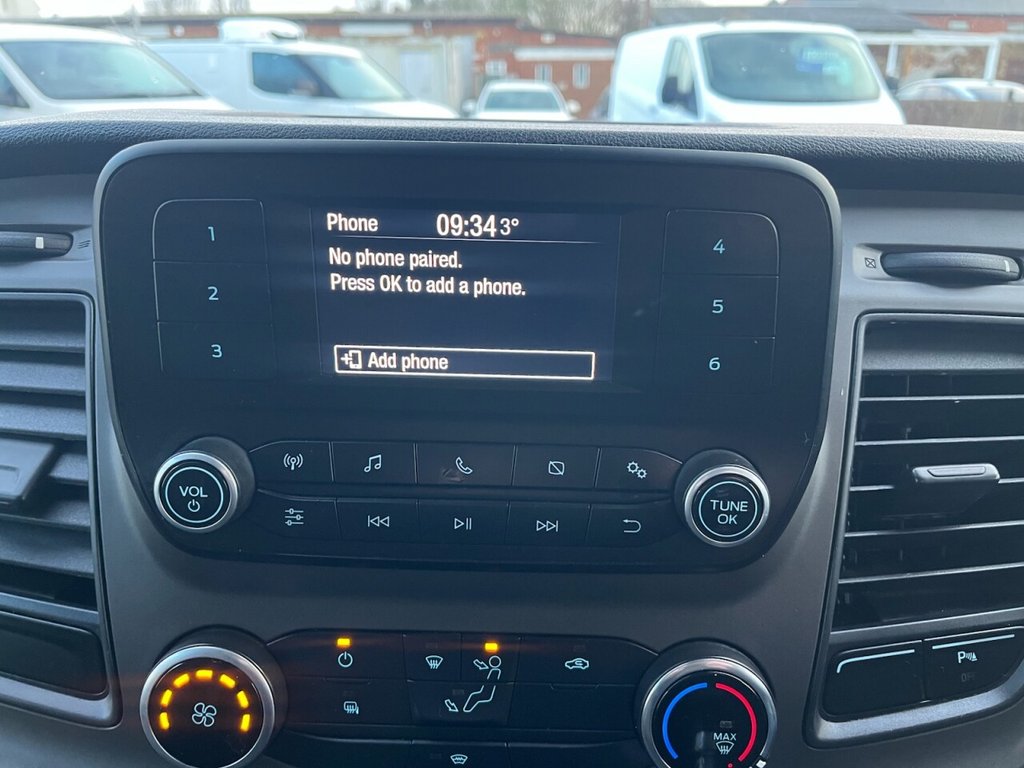 Phone 09:34 3°
No phone paired.
Press OK to add a phone.
Add phone
1
2
3
4
5
6
VOL
TUNE
OK
MAX
P
OFF